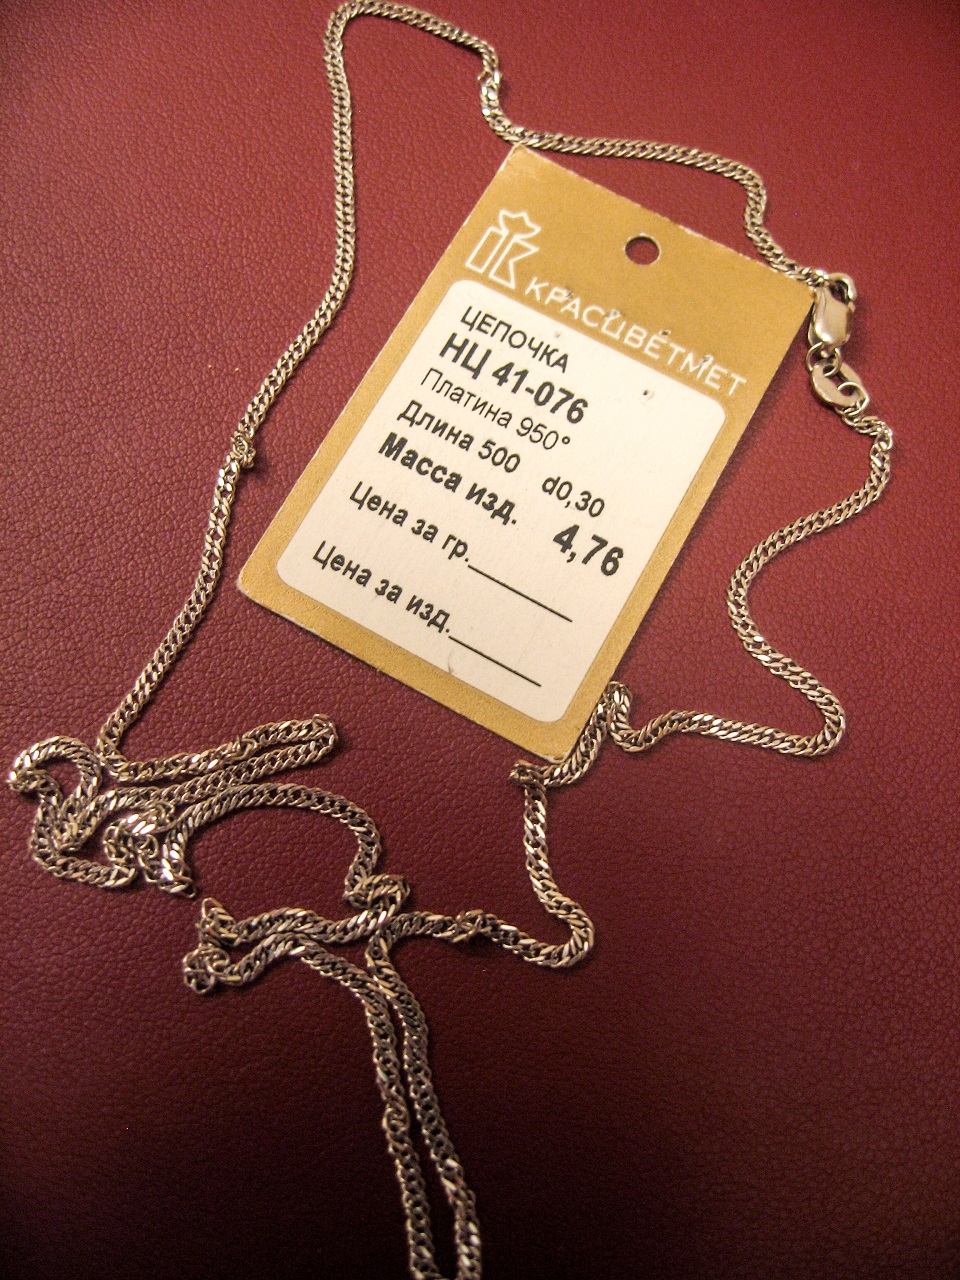 КРАСЦВЕТМЕТ
ЦЕПОЧКА
НЦ 41-076
Платина 950°
Длина 500 d0,30
Масса изд. 4,76
Цена за гр.
Цена за изд.